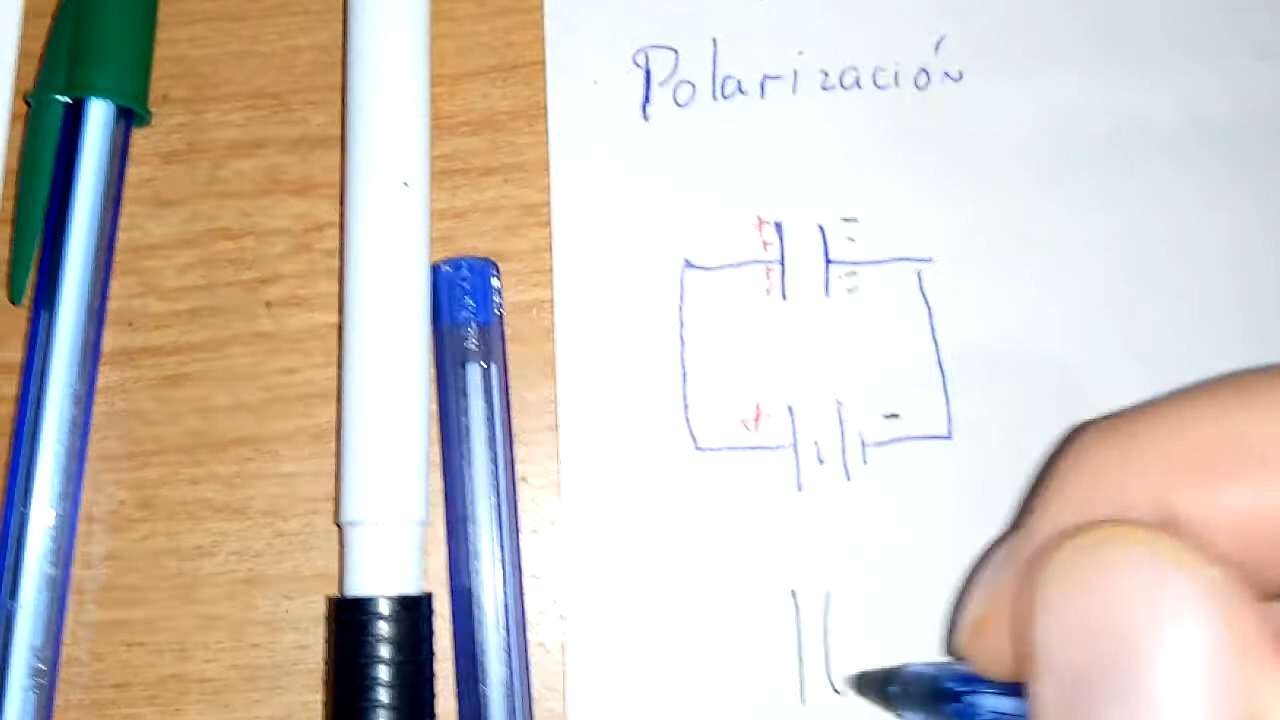 Polarización
+ + + + - - - -
+ -